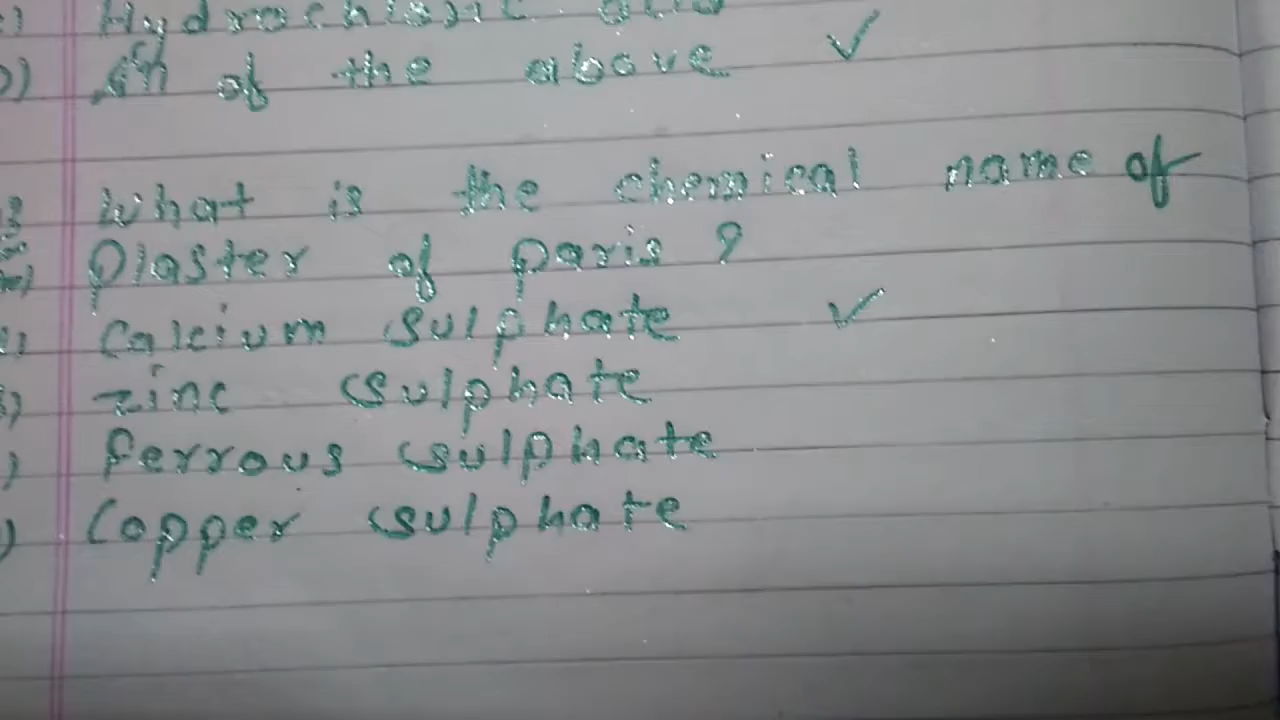 Hydrochloric acid
of the above ✓
What is the chemical name of
Plaster of paris ?
Calcium sulphate ✓
zinc sulphate
ferrous sulphate
Copper sulphate